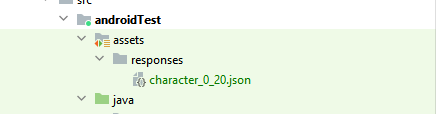 src
androidTest
assets
responses
character_0_20.json
java